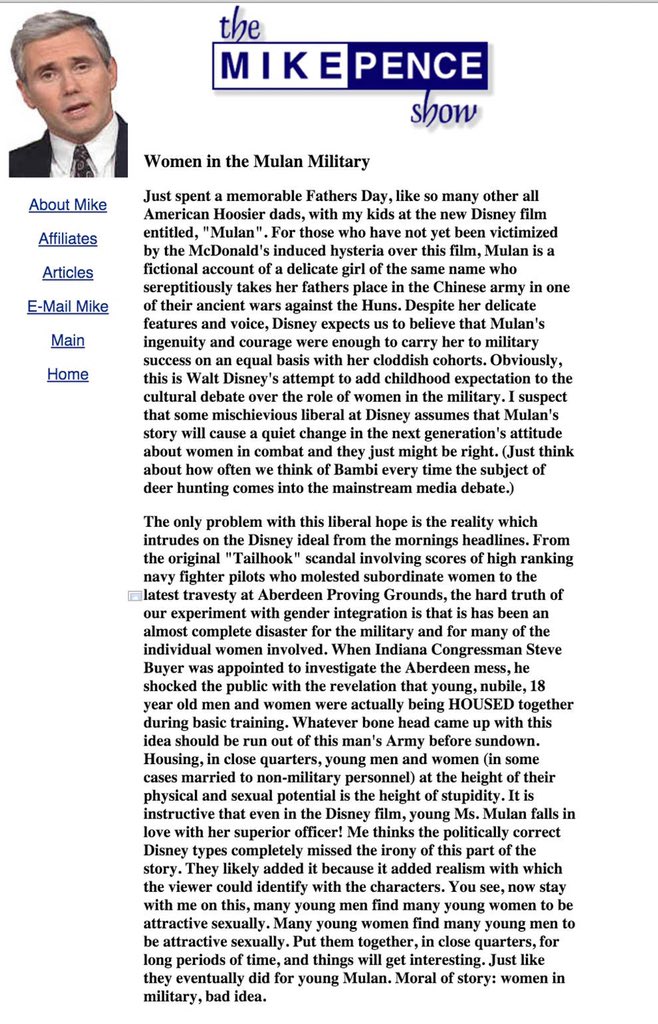 the
MIKE PENCE
show
About Mike
Affiliates
Articles
E-Mail Mike
Main
Home
Women in the Mulan Military
Just spent a memorable Fathers Day, like so many other all
American Hoosier dads, with my kids at the new Disney film
entitled, "Mulan". For those who have not yet been victimized
by the McDonald's induced hysteria over this film, Mulan is a
fictional account of a delicate girl of the same name who
sereptitiously takes her fathers place in the Chinese army in one
of their ancient wars against the Huns. Despite her delicate
features and voice, Disney expects us to believe that Mulan's
ingenuity and courage were enough to carry her to military
success on an equal basis with her cloddish cohorts. Obviously,
this is Walt Disney's attempt to add childhood expectation to the
cultural debate over the role of women in the military. I suspect
that some mischievious liberal at Disney assumes that Mulan's
story will cause a quiet change in the next generation's attitude
about women in combat and they just might be right. (Just think
about how often we think of Bambi every time the subject of
deer hunting comes into the mainstream media debate.)
The only problem with this liberal hope is the reality which
intrudes on the Disney ideal from the mornings headlines. From
the original "Tailhook" scandal involving scores of high ranking
navy fighter pilots who molested subordinate women to the
latest travesty at Aberdeen Proving Grounds, the hard truth of
our experiment with gender integration is that is has been an
almost complete disaster for the military and for many of the
individual women involved. When Indiana Congressman Steve
Buyer was appointed to investigate the Aberdeen mess, he
shocked the public with the revelation that young, nubile, 18
year old men and women were actually being HOUSED together
during basic training. Whatever bone head came up with this
idea should be run out of this man's Army before sundown.
Housing, in close quarters, young men and women (in some
cases married to non-military personnel) at the height of their
physical and sexual potential is the height of stupidity. It is
instructive that even in the Disney film, young Ms. Mulan falls in
love with her superior officer! Me thinks the politically correct
Disney types completely missed the irony of this part of the
story. They likely added it because it added realism with which
the viewer could identify with the characters. You see, now stay
with me on this, many young men find many young women to be
attractive sexually. Many young women find many young men to
be attractive sexually. Put them together, in close quarters, for
long periods of time, and things will get interesting. Just like
they eventually did for young Mulan. Moral of story: women in
military, bad idea.